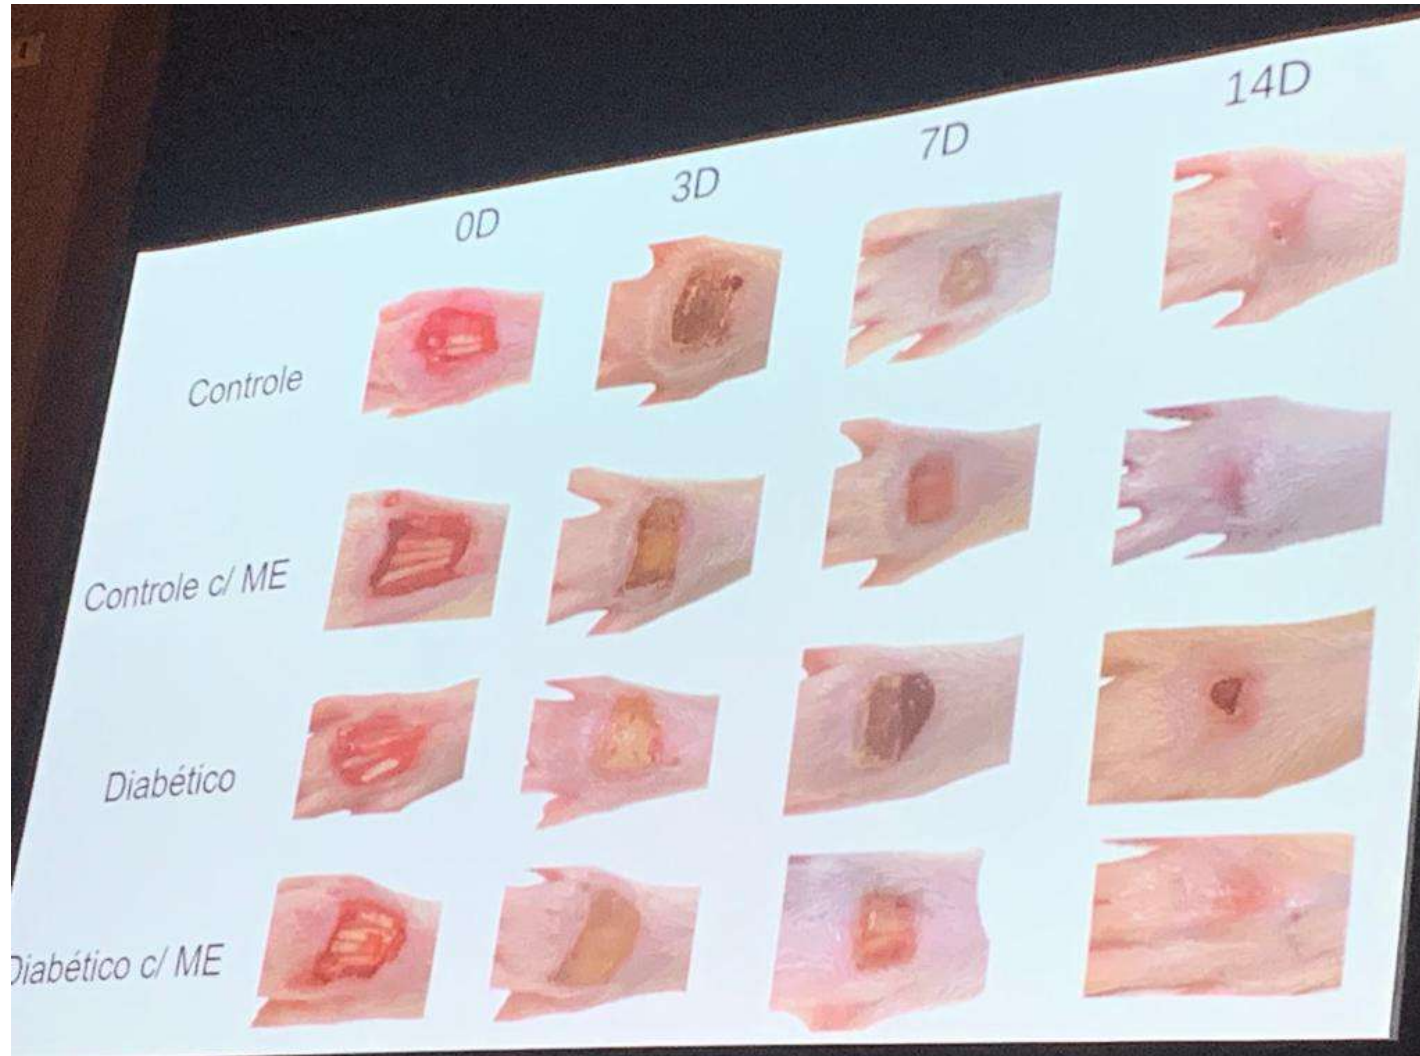 0D 3D 7D 14D
Controle
Controle c/ ME
Diabético
Diabético c/ ME